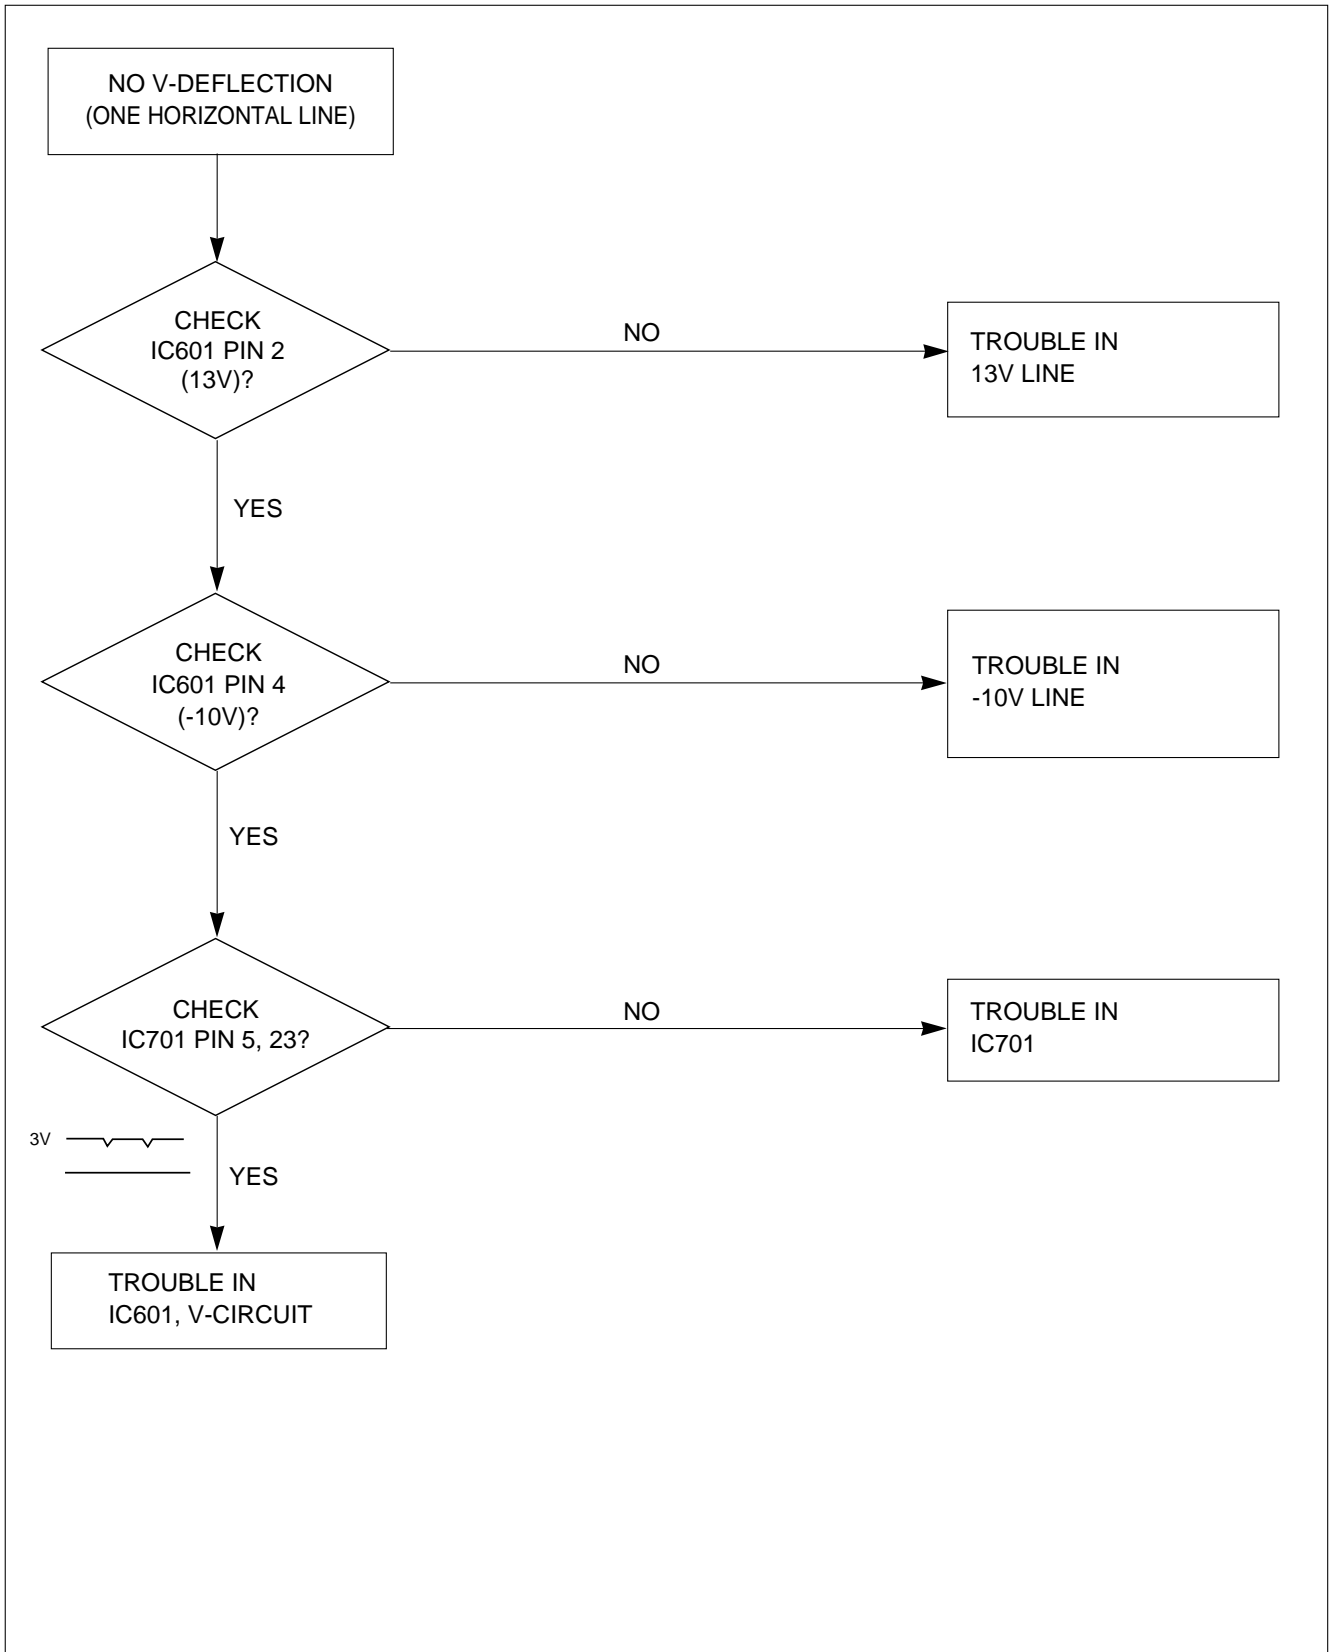 NO V-DEFLECTION
(ONE HORIZONTAL LINE)
CHECK
IC601 PIN 2
(13V)?
NO
TROUBLE IN
13V LINE
YES
CHECK
IC601 PIN 4
(-10V)?
NO
TROUBLE IN
-10V LINE
YES
CHECK
IC701 PIN 5, 23?
NO
TROUBLE IN
IC701
3V
YES
TROUBLE IN
IC601, V-CIRCUIT